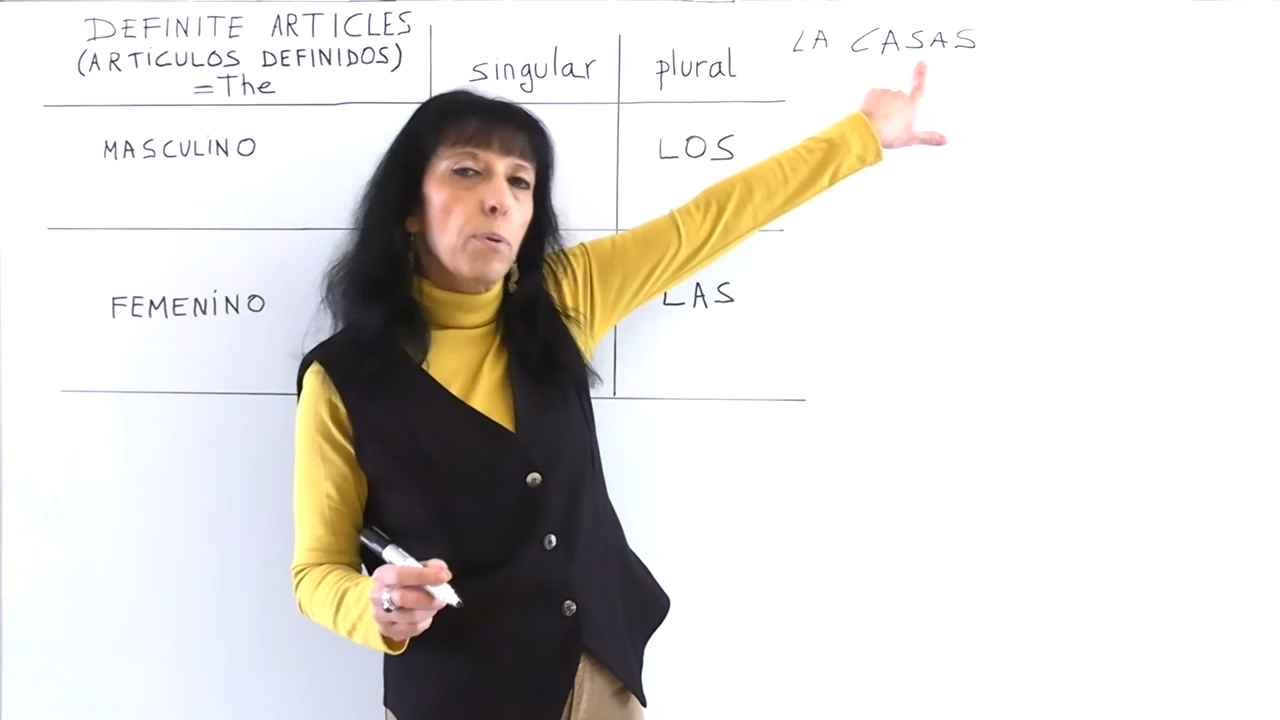 DEFINITE ARTICLES
(ARTiCULOS DEFiNiDOS)
=The
singular
plural
LA CASAS
MASCULiNO
LOS
FEMENiNO
LAS